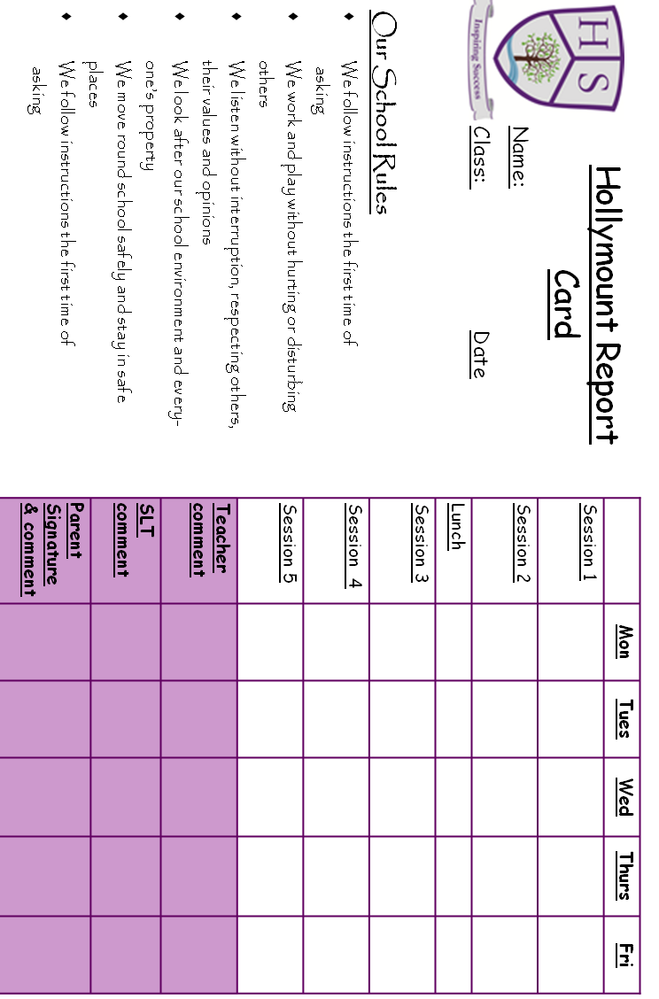 H S
Inspiring Success
Hollymount Report
Card
Name:
Class: Date
Our School Rules
♦ We follow instructions the first time of
asking
♦ We work and play without hurting or disturbing
others
♦ We listen without interruption, respecting others,
their values and opinions
♦ We look after our school environment and every-
one's property
♦ We move round school safely and stay in safe
places
♦ We follow instructions the first time of
asking
Mon Tues Wed Thurs Fri
Session 1
Session 2
Lunch
Session 3
Session 4
Session 5
Teacher
comment
SLT
comment
Parent
Signature
& comment